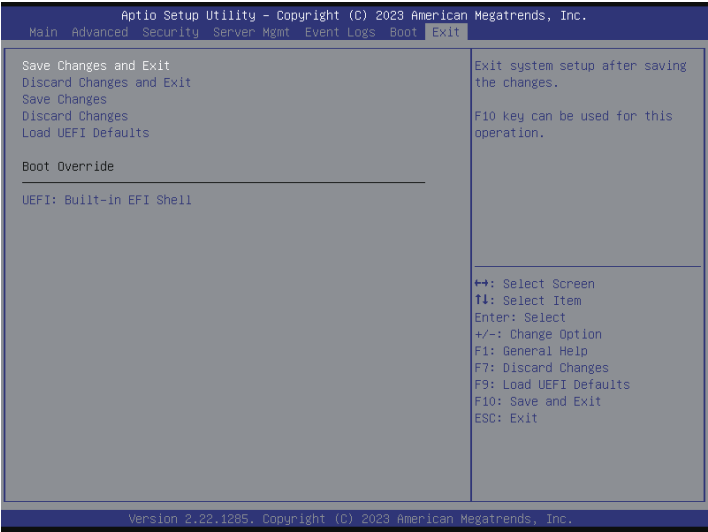 Aptio Setup Utility – Copyright (C) 2023 American Megatrends, Inc.
Main Advanced Security Server Mgmt Event Logs Boot Exit
Save Changes and Exit
Discard Changes and Exit
Save Changes
Discard Changes
Load UEFI Defaults
Boot Override
UEFI: Built-in EFI Shell
Exit system setup after saving
the changes.
F10 key can be used for this
operation.
↔: Select Screen
↑↓: Select Item
Enter: Select
+/-: Change Option
F1: General Help
F7: Discard Changes
F9: Load UEFI Defaults
F10: Save and Exit
ESC: Exit
Version 2.22.1285. Copyright (C) 2023 American Megatrends, Inc.